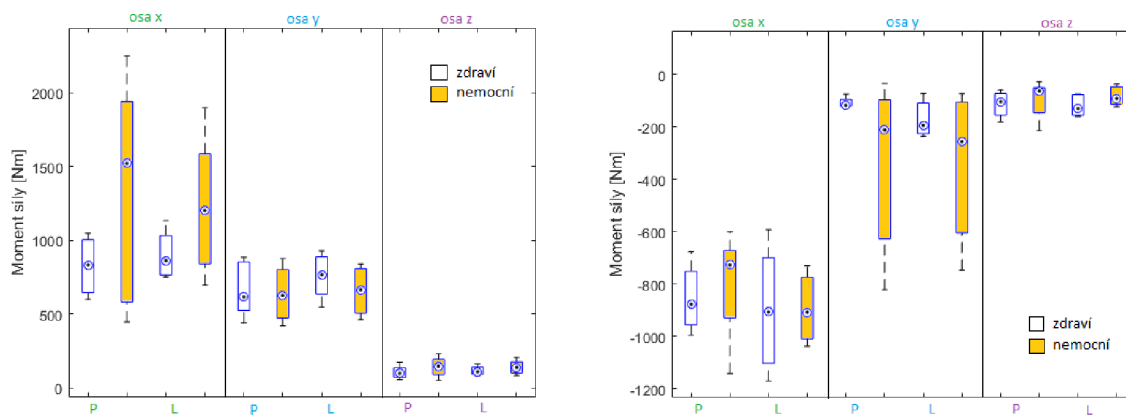 osa x osa y osa z
zdraví
nemocní
2000
1500
1000
500
0
Moment síly [Nm]
P L P L P L
osa x osa y osa z
0
-200
-400
-600
-800
-1000
-1200
Moment síly [Nm]
zdraví
nemocní
P L P L P L